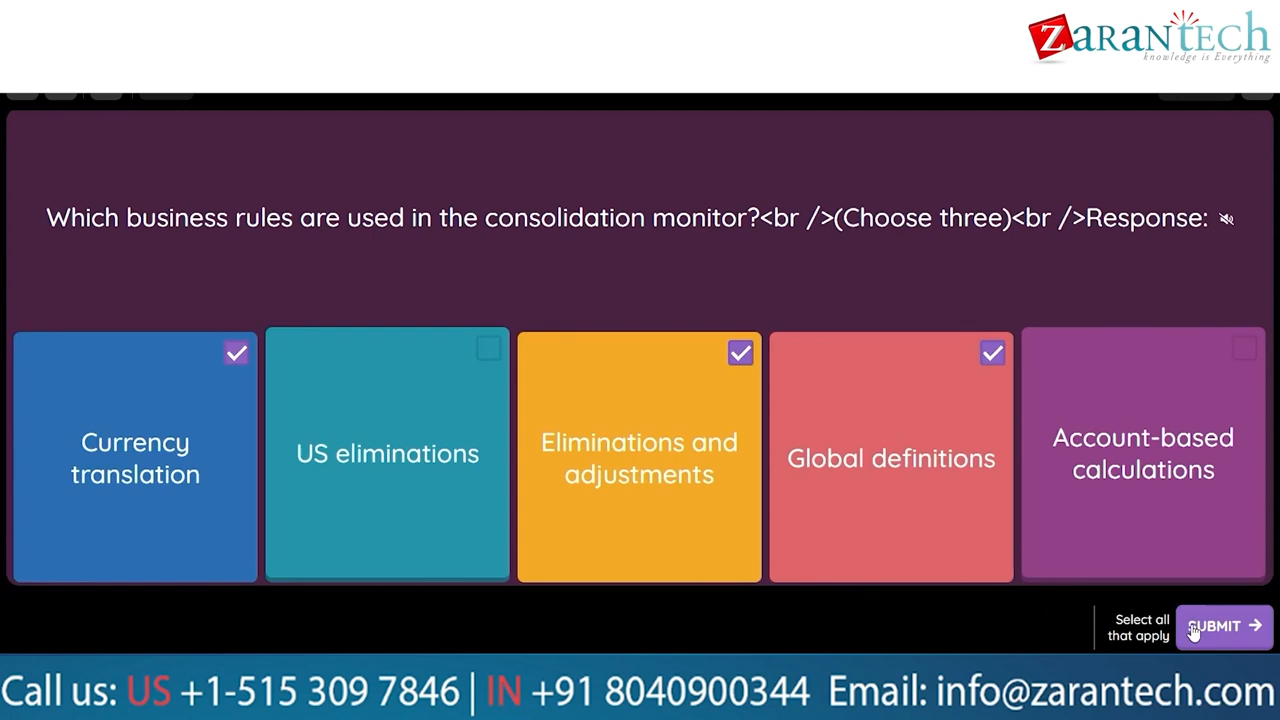 ZARANTECH
knowledge is Everything
Which business rules are used in the consolidation monitor?<br />(Choose three)<br />Response:
Currency
translation
US eliminations
Eliminations and
adjustments
Global definitions
Account-based
calculations
Select all
that apply
SUBMIT
Call us: US +1-515 309 7846 | IN +91 8040900344 Email: info@zarantech.com